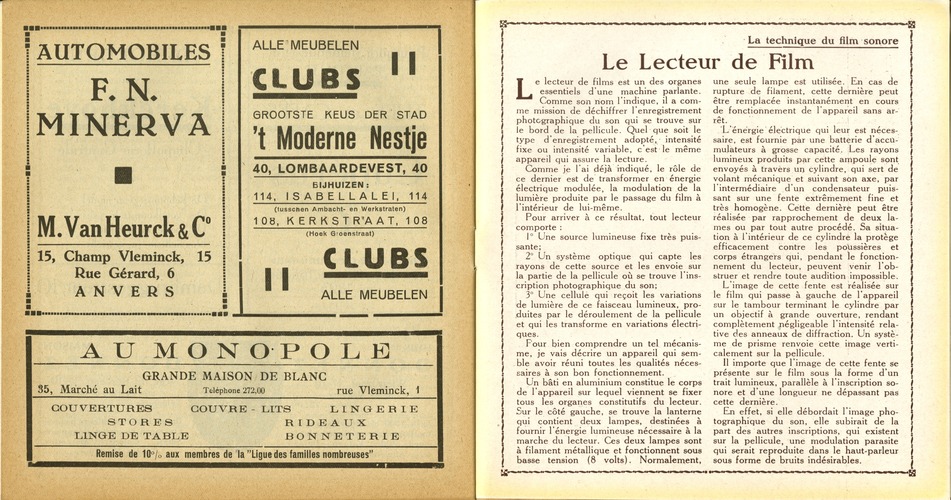 AUTOMOBILES
F. N.
MINERVA
M. Van Heurck & Cº
15, Champ Vleminck, 15
Rue Gérard, 6
ANVERS
ALLE MEUBELEN
CLUBS
GROOTSTE KEUS DER STAD
't Moderne Nestje
40, LOMBAARDEVEST, 40
BIJHUIZEN :
114, ISABELLALEI, 114
(tusschen Ambacht- en Werkstraten)
108, KERKSTRAAT, 108
(Hoek Groenstraat)
CLUBS
ALLE MEUBELEN
AU MONOPOLE
GRANDE MAISON DE BLANC
35, Marché au Lait Téléphone 272,00 rue Vleminck, 1
COUVERTURES COUVRE - LITS LINGERIE
STORES RIDEAUX
LINGE DE TABLE BONNETERIE
Remise de 10 % aux membres de la "Ligue des familles nombreuses"
La technique du film sonore
Le Lecteur de Film
Le lecteur de films est un des organes
essentiels d'une machine parlante.
Comme son nom l'indique, il a com-
me mission de déchiffrer l'enregistrement
photographique du son qui se trouve sur
le bord de la pellicule. Quel que soit le
type d'enregistrement adopté, intensité
fixe ou intensité variable, c'est le même
appareil qui assure la lecture.
Comme je l'ai déjà indiqué, le rôle de
ce dernier est de transformer en énergie
électrique modulée, la modulation de la
lumière produite par le passage du film à
l'intérieur de lui-même.
Pour arriver à ce résultat, tout lecteur
comporte :
1º Une source lumineuse fixe très puis-
sante;
2º Un système optique qui capte les
rayons de cette source et les envoie sur
la partie de la pellicule où se trouve l'ins-
cription photographique du son;
3º Une cellule qui reçoit les variations
de lumière de ce faisceau lumineux, pro-
duites par le déroulement de la pellicule
et qui les transforme en variations électri-
ques.
Pour bien comprendre un tel mécanis-
me, je vais décrire un appareil qui sem-
ble avoir réuni toutes les qualités néces-
saires à son bon fonctionnement.
Un bâti en aluminium constitue le corps
de l'appareil sur lequel viennent se fixer
tous les organes constitutifs du lecteur.
Sur le côté gauche, se trouve la lanterne
qui contient deux lampes, destinées à
fournir l'énergie lumineuse nécessaire à la
marche du lecteur. Ces deux lampes sont
à filament métallique et fonctionnent sous
basse tension (8 volts). Normalement,
une seule lampe est utilisée. En cas de
rupture de filament, cette dernière peut
être remplacée instantanément en cours
de fonctionnement de l'appareil sans ar-
rêt.
L'énergie électrique qui leur est néces-
saire, est fournie par une batterie d'accu-
mulateurs à grosse capacité. Les rayons
lumineux produits par cette ampoule sont
envoyés à travers un cylindre, qui sert de
volant mécanique et suivant son axe, par
l'intermédiaire d'un condensateur puis-
sant sur une fente extrêmement fine et
très homogène. Cette dernière peut être
réalisée par rapprochement de deux la-
mes ou par tout autre procédé. Sa situa-
tion à l'intérieur de ce cylindre la protège
efficacement contre les poussières et
corps étrangers qui, pendant le fonction-
nement du lecteur, peuvent venir l'ob-
struer et rendre toute audition impossible.
L'image de cette fente est réalisée sur
le film qui passe à gauche de l'appareil
sur le tambour terminant le cylindre par
un objectif à grande ouverture, rendant
complètement négligeable l'intensité rela-
tive des anneaux de diffraction. Un systè-
me de prismes renvoie cette image verti-
calement sur la pellicule.
Il importe que l'image de cette fente se
présente sur le film sous la forme d'un
trait lumineux, parallèle à l'inscription so-
nore et d'une longueur ne dépassant pas
cette dernière.
En effet, si elle débordait l'image pho-
tographique du son, elle subirait de la
part des autres inscriptions, qui existent
sur la pellicule, une modulation parasite
qui serait reproduite dans le haut-parleur
sous forme de bruits indésirables.